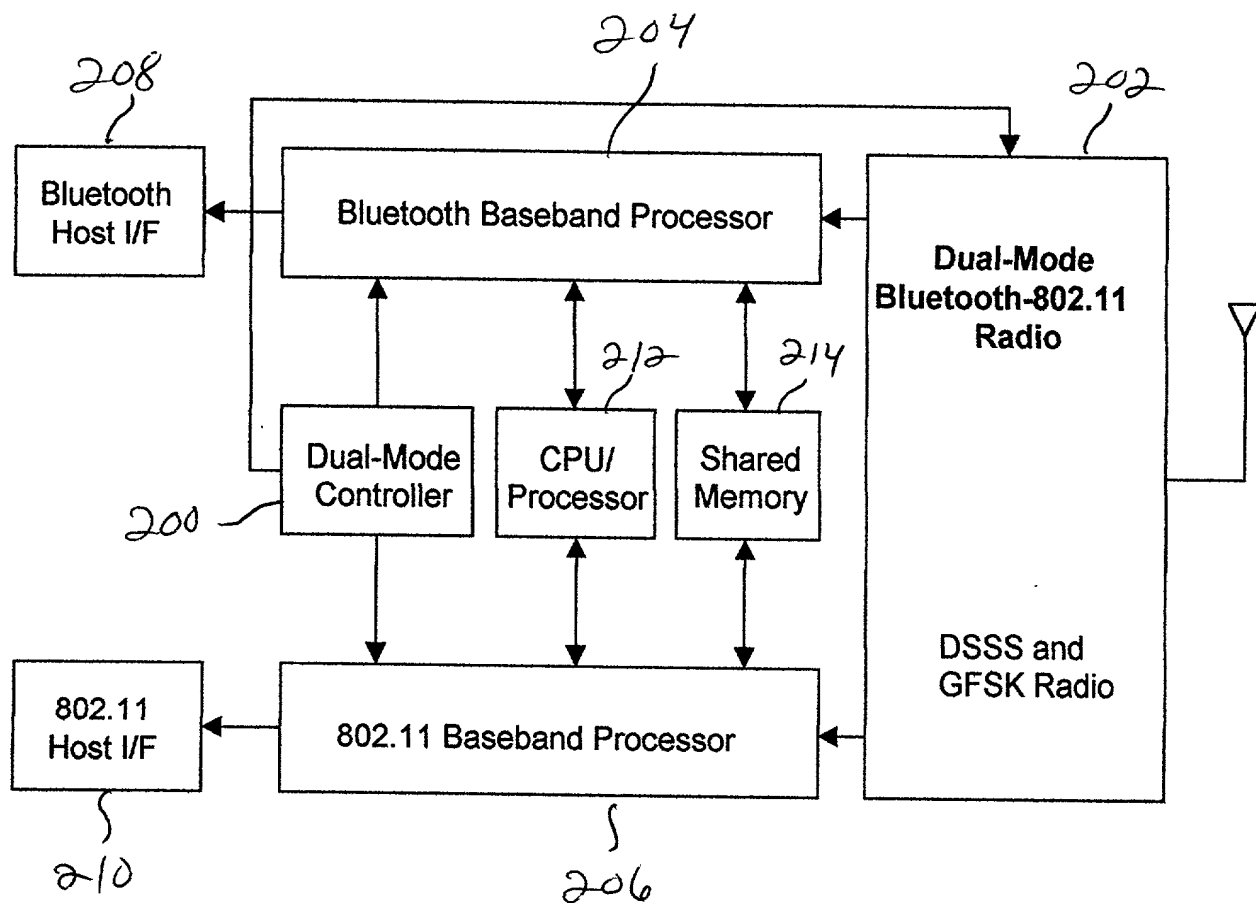 204
208
202
Bluetooth
Host I/F
Bluetooth Baseband Processor
Dual-Mode
Bluetooth-802.11
Radio
212
214
Dual-Mode
Controller
CPU/
Processor
Shared
Memory
200
DSSS and
GFSK Radio
802.11
Host I/F
802.11 Baseband Processor
210
206